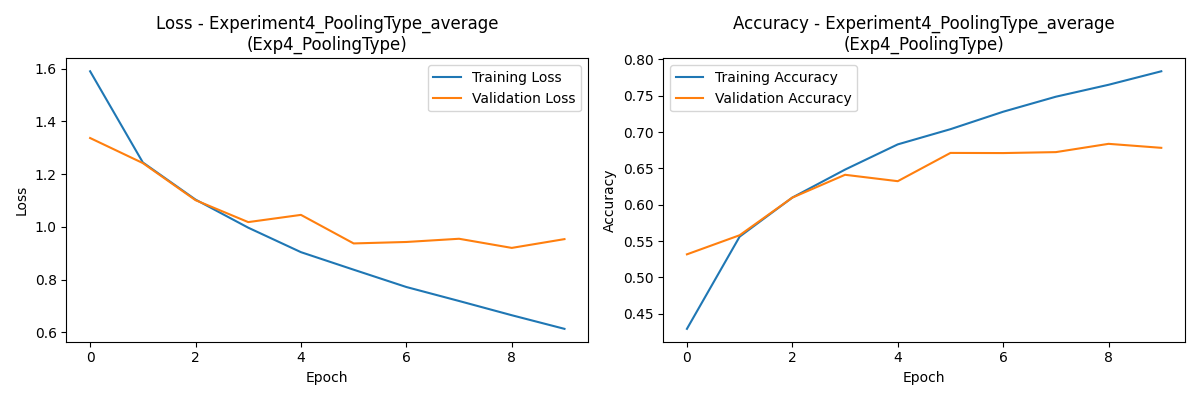 Loss - Experiment4_PoolingType_average
(Exp4_PoolingType)
Training Loss
Validation Loss
1.6
1.4
1.2
1.0
0.8
0.6
Loss
0 2 4 6 8
Epoch
Accuracy - Experiment4_PoolingType_average
(Exp4_PoolingType)
Training Accuracy
Validation Accuracy
0.80
0.75
0.70
0.65
0.60
0.55
0.50
0.45
Accuracy
0 2 4 6 8
Epoch